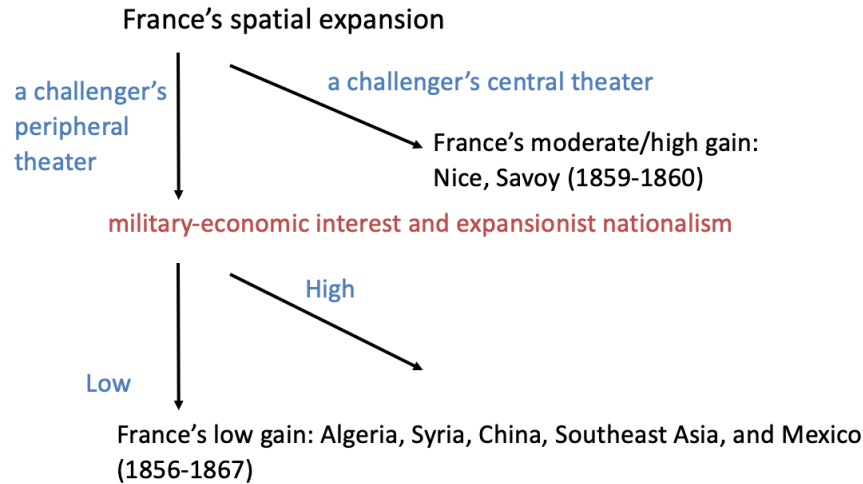 France’s spatial expansion
a challenger’s
peripheral
theater
a challenger’s central theater
France’s moderate/high gain:
Nice, Savoy (1859-1860)
military-economic interest and expansionist nationalism
High
Low
France’s low gain: Algeria, Syria, China, Southeast Asia, and Mexico
(1856-1867)